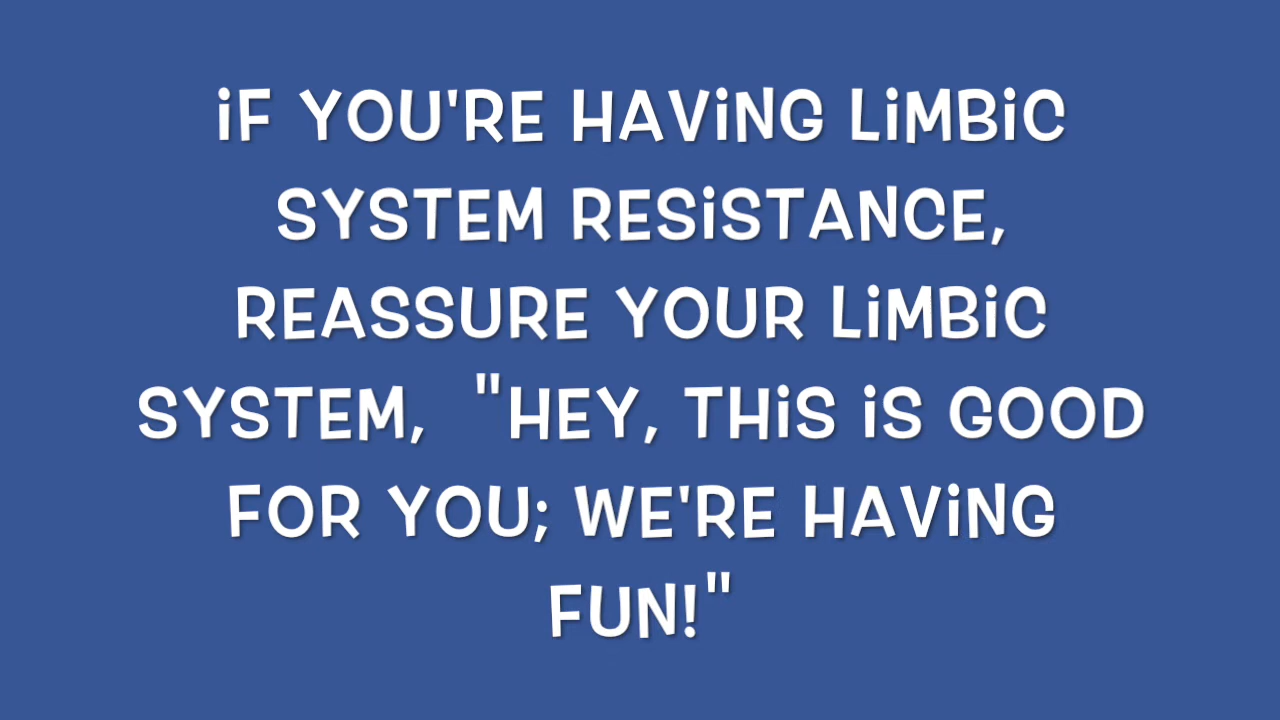 iF YOU'RE HAViNG LiMBiC
SYSTEM RESiSTANCE,
REASSURE YOUR LiMBiC
SYSTEM, "HEY, THiS iS GOOD
FOR YOU; WE'RE HAViNG
FUN!"